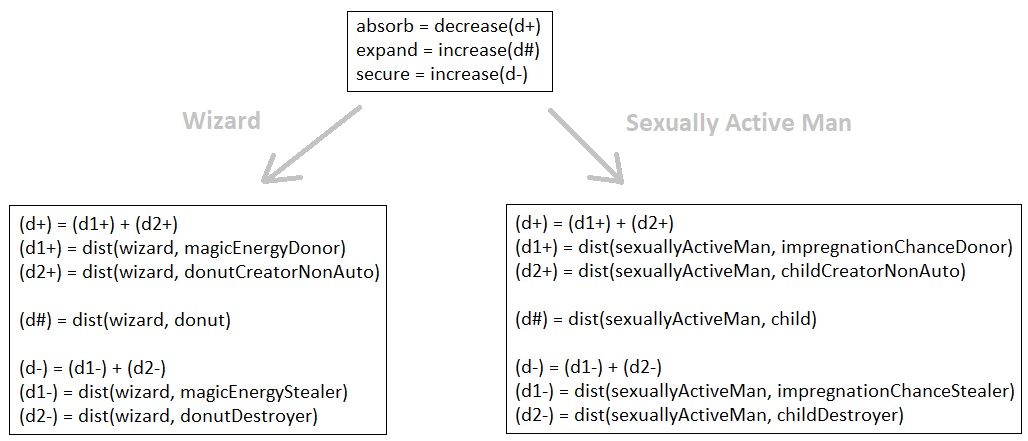 absorb = decrease(d+)
expand = increase(d#)
secure = increase(d-)
Wizard
Sexually Active Man
(d+) = (d1+) + (d2+)
(d1+) = dist(wizard, magicEnergyDonor)
(d2+) = dist(wizard, donutCreatorNonAuto)
(d#) = dist(wizard, donut)
(d-) = (d1-) + (d2-)
(d1-) = dist(wizard, magicEnergyStealer)
(d2-) = dist(wizard, donutDestroyer)
(d+) = (d1+) + (d2+)
(d1+) = dist(sexuallyActiveMan, impregnationChanceDonor)
(d2+) = dist(sexuallyActiveMan, childCreatorNonAuto)
(d#) = dist(sexuallyActiveMan, child)
(d-) = (d1-) + (d2-)
(d1-) = dist(sexuallyActiveMan, impregnationChanceStealer)
(d2-) = dist(sexuallyActiveMan, childDestroyer)